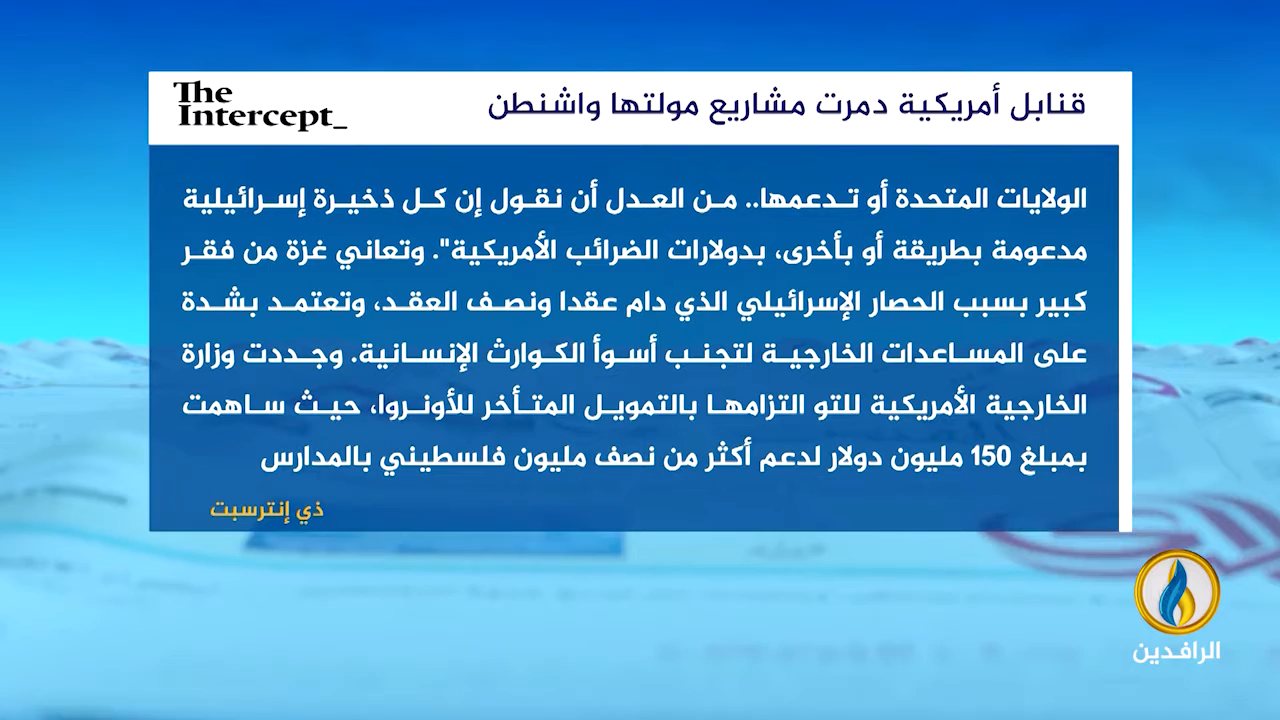 The
Intercept_
قنابل أمريكية دمرت مشاريع مولتها واشنطن
الولايات المتحدة أو تدعمها.. من العدل أن نقول إن كل ذخيرة إسرائيلية
مدعومة بطريقة أو بأخرى، بدولارات الضرائب الأمريكية". وتعاني غزة من فقر
كبير بسبب الحصار الإسرائيلي الذي دام عقدا ونصف العقد، وتعتمد بشدة
على المساعدات الخارجية لتجنب أسوأ الكوارث الإنسانية. وجددت وزارة
الخارجية الأمريكية للتو التزامها بالتمويل المتأخر للأونروا، حيث ساهمت
بمبلغ 150 مليون دولار لدعم أكثر من نصف مليون فلسطيني بالمدارس
ذي إنترسبت
الرافدين